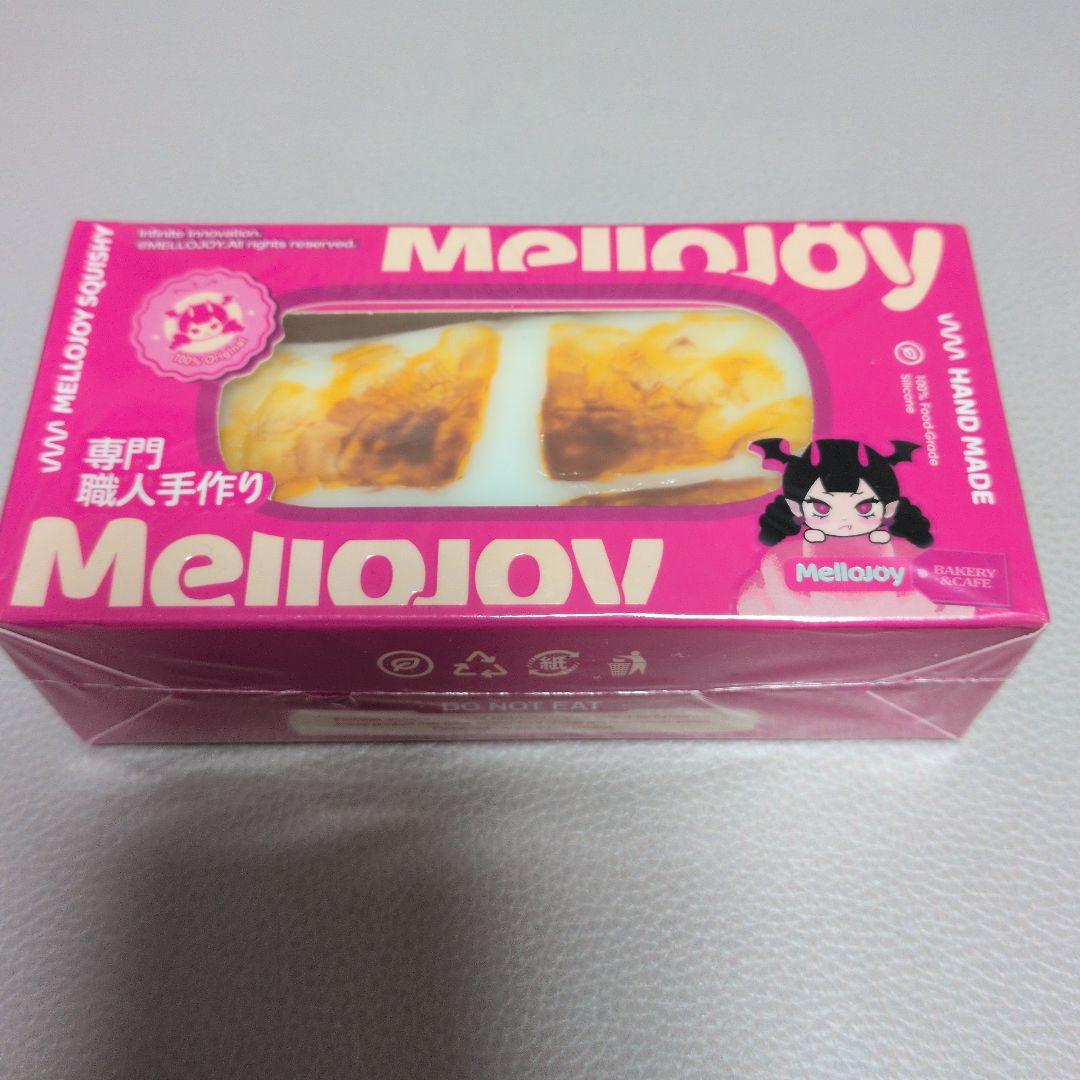 Infinite Innovation.
©MELLOJOY.All rights reserved.
MelloJoy
MELLOJOY SQUISHY
100% Original
HAND MADE
100% Food-Grade
Silicone
専門
職人手作り
MelloJoy
MelloJoy
BAKERY
&CAFE
紙
DO NOT EAT